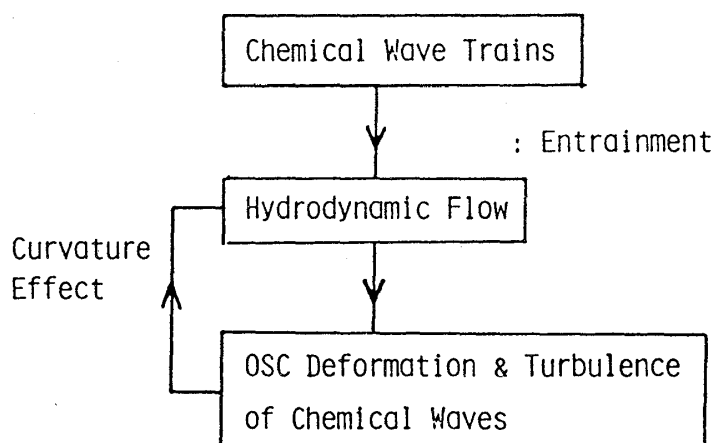 Chemical Wave Trains
: Entrainment
Hydrodynamic Flow
Curvature
Effect
OSC Deformation & Turbulence
of Chemical Waves